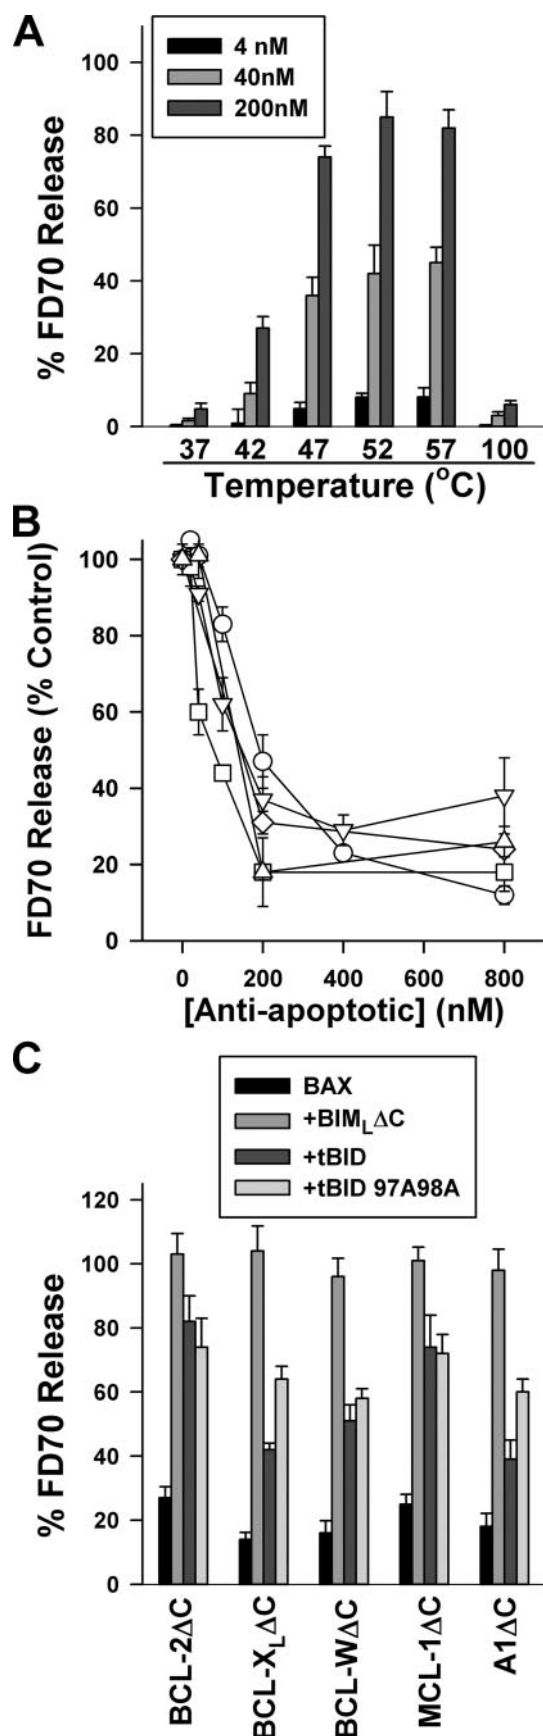 A
4 nM
40nM
200nM
% FD70 Release
100
80
60
40
20
0
37 42 47 52 57 100
Temperature (°C)
B
FD70 Release (% Control)
100
80
60
40
20
0
0 200 400 600 800
[Anti-apoptotic] (nM)
C
BAX
+BIM_LΔC
+tBID
+tBID 97A98A
% FD70 Release
120
100
80
60
40
20
0
BCL-2ΔC
BCL-X_LΔC
BCL-WΔC
MCL-1ΔC
A1ΔC